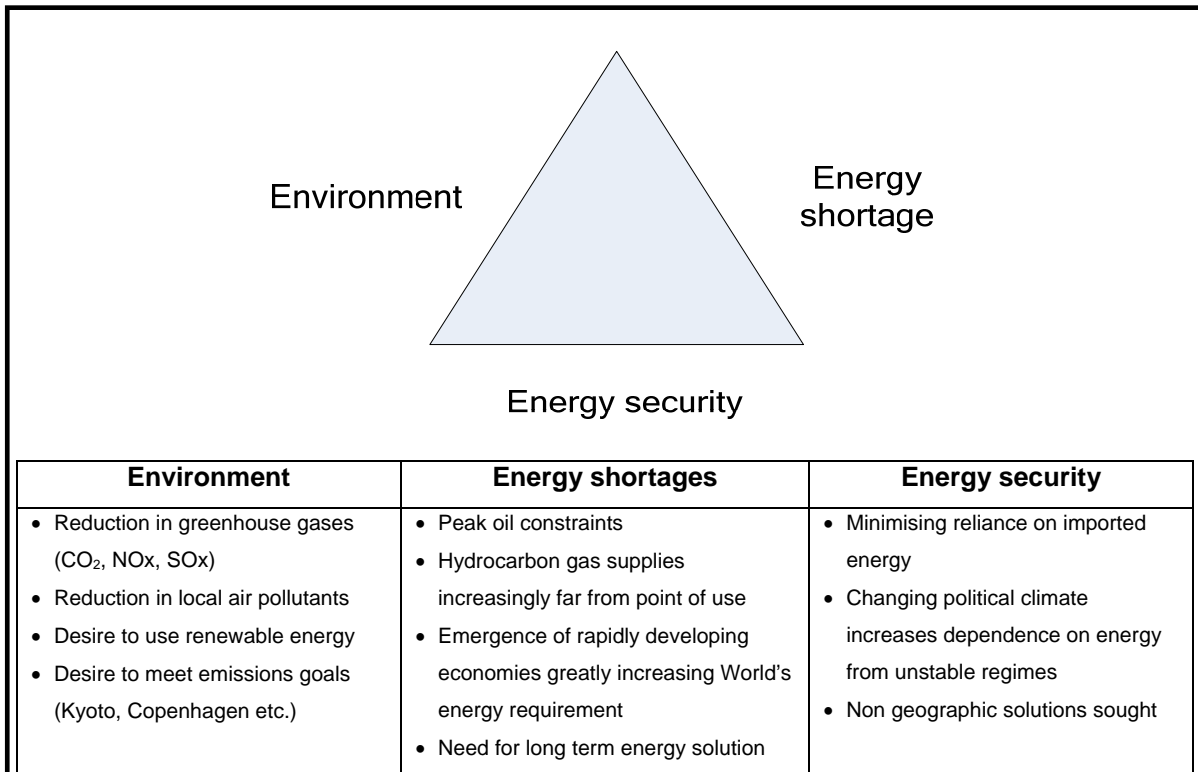 Environment
Energy
shortage
Energy security
Environment
• Reduction in greenhouse gases
(CO₂, NOx, SOx)
• Reduction in local air pollutants
• Desire to use renewable energy
• Desire to meet emissions goals
(Kyoto, Copenhagen etc.)
Energy shortages
• Peak oil constraints
• Hydrocarbon gas supplies
increasingly far from point of use
• Emergence of rapidly developing
economies greatly increasing World's
energy requirement
• Need for long term energy solution
Energy security
• Minimising reliance on imported
energy
• Changing political climate
increases dependence on energy
from unstable regimes
• Non geographic solutions sought